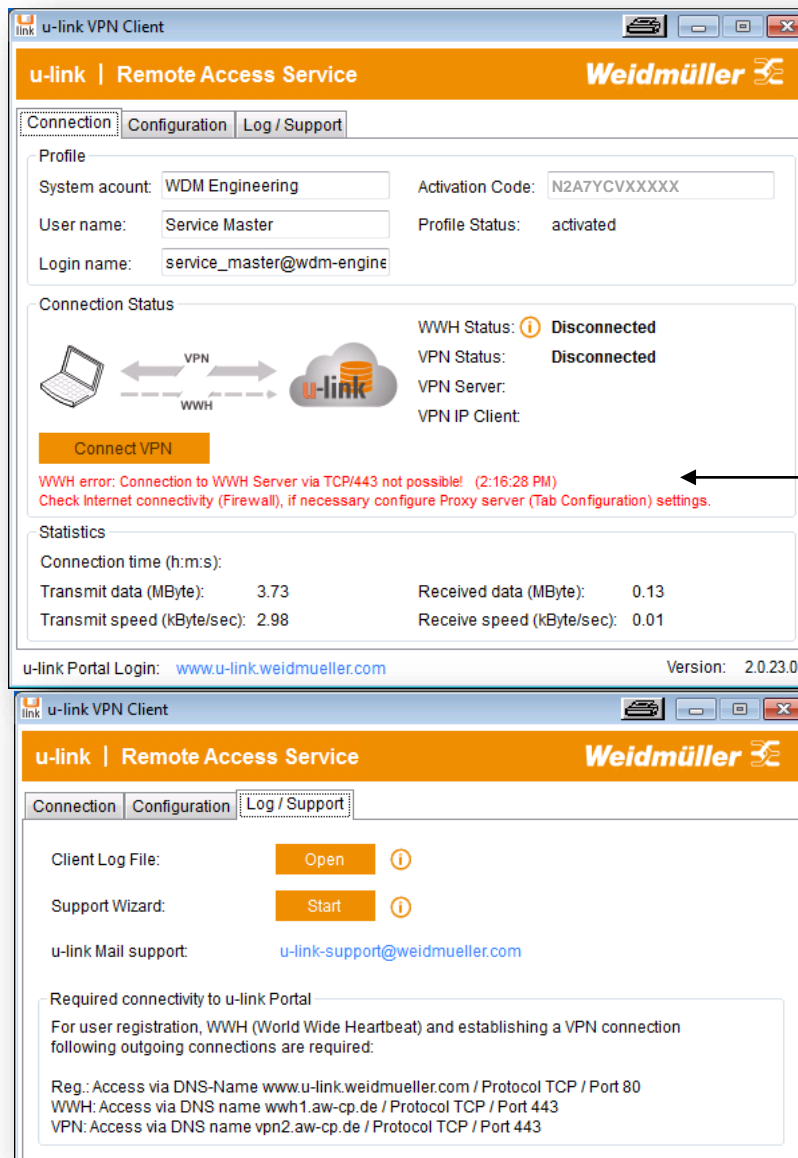 u-link VPN Client
u-link | Remote Access Service
Weidmüller
Connection Configuration Log / Support
Profile
System acount: WDM Engineering Activation Code: N2A7YCVXXXXX
User name: Service Master Profile Status: activated
Login name: service_master@wdm-engine
Connection Status
WWH Status: Disconnected
VPN
VPN Status: Disconnected
u-link
VPN Server:
WWH
VPN IP Client:
Connect VPN
WWH error: Connection to WWH Server via TCP/443 not possible! (2:16:28 PM)
Check Internet connectivity (Firewall), if necessary configure Proxy server (Tab Configuration) settings.
Statistics
Connection time (h:m:s):
Transmit data (MByte): 3.73 Received data (MByte): 0.13
Transmit speed (kByte/sec): 2.98 Receive speed (kByte/sec): 0.01
u-link Portal Login: www.u-link.weidmueller.com Version: 2.0.23.0
link u-link VPN Client
u-link | Remote Access Service
Weidmüller
Connection Configuration Log / Support
Client Log File: Open
Support Wizard: Start
u-link Mail support: u-link-support@weidmueller.com
Required connectivity to u-link Portal
For user registration, WWH (World Wide Heartbeat) and establishing a VPN connection
following outgoing connections are required:
Reg.: Access via DNS-Name www.u-link.weidmueller.com / Protocol TCP / Port 80
WWH: Access via DNS name wwh1.aw-cp.de / Protocol TCP / Port 443
VPN: Access via DNS name vpn2.aw-cp.de / Protocol TCP / Port 443